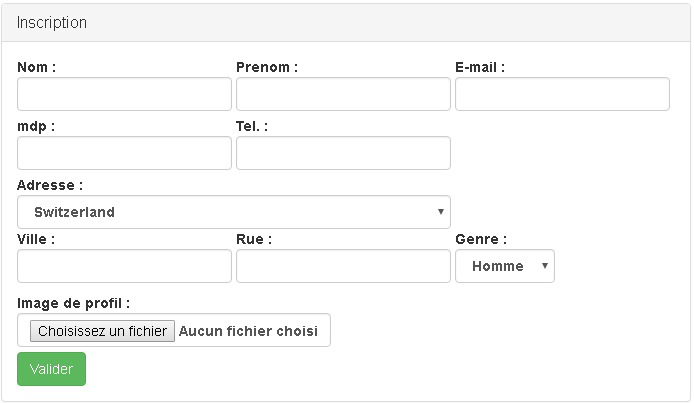 Inscription
Nom : Prenom : E-mail :
mdp : Tel. :
Adresse :
Switzerland
Ville : Rue : Genre :
Homme
Image de profil :
Choisissez un fichier Aucun fichier choisi
Valider